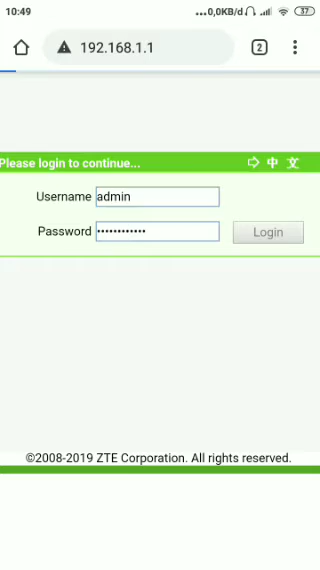 10:49 ...0,0KB/d 37
192.168.1.1 2
Please login to continue... 中 文
Username admin
Password ••••••••••••
Login
©2008-2019 ZTE Corporation. All rights reserved.